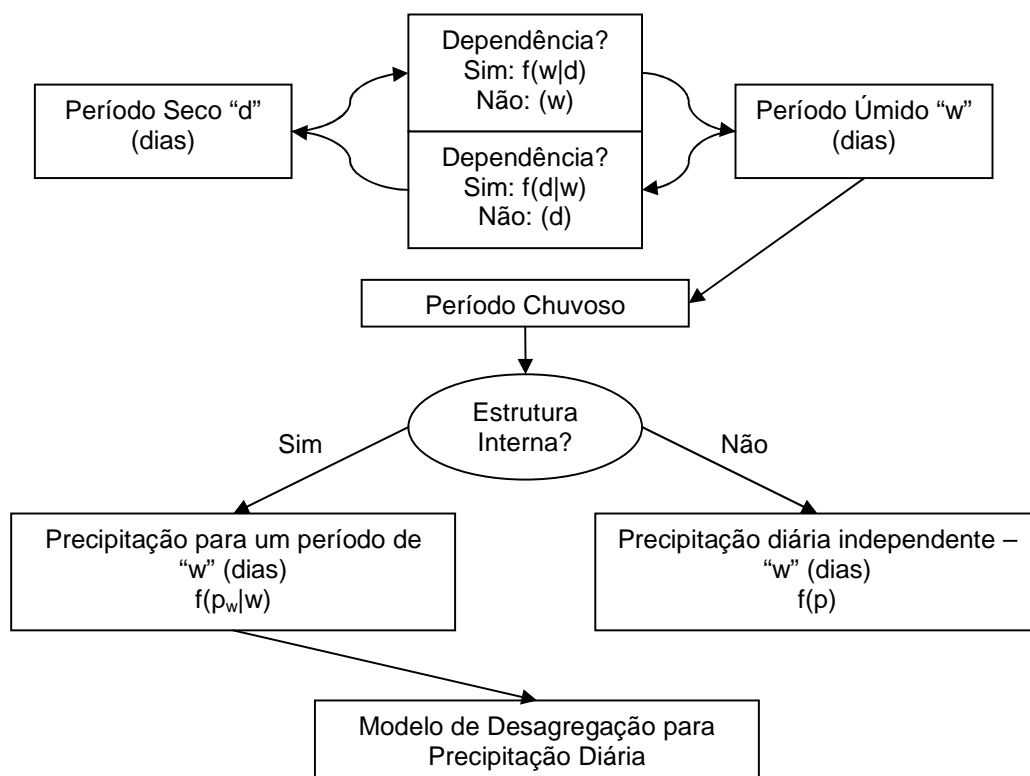 Dependência?
Sim: f(w|d)
Não: (w)
Período Seco “d”
(dias)
Período Úmido “w”
(dias)
Dependência?
Sim: f(d|w)
Não: (d)
Período Chuvoso
Estrutura
Interna?
Sim
Não
Precipitação para um período de
“w” (dias)
f(pw|w)
Precipitação diária independente –
“w” (dias)
f(p)
Modelo de Desagregação para
Precipitação Diária